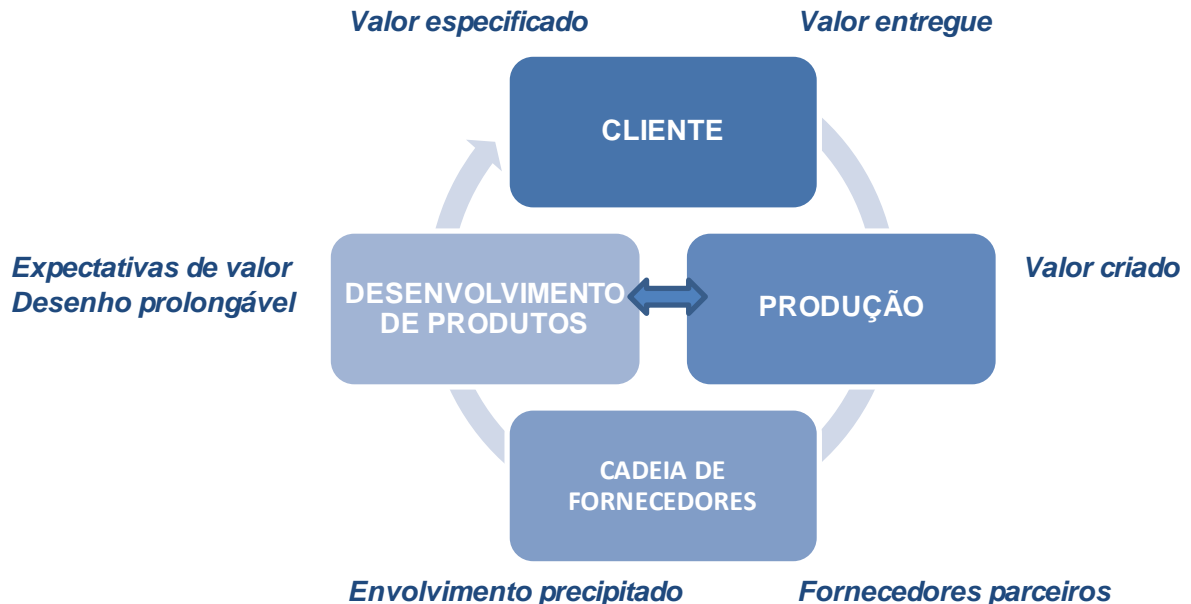 Valor especificado
Valor entregue
CLIENTE
Expectativas de valor
Desenho prolongável
DESENVOLVIMENTO
DE PRODUTOS
PRODUÇÃO
Valor criado
CADEIA DE
FORNECEDORES
Envolvimento precipitado
Fornecedores parceiros